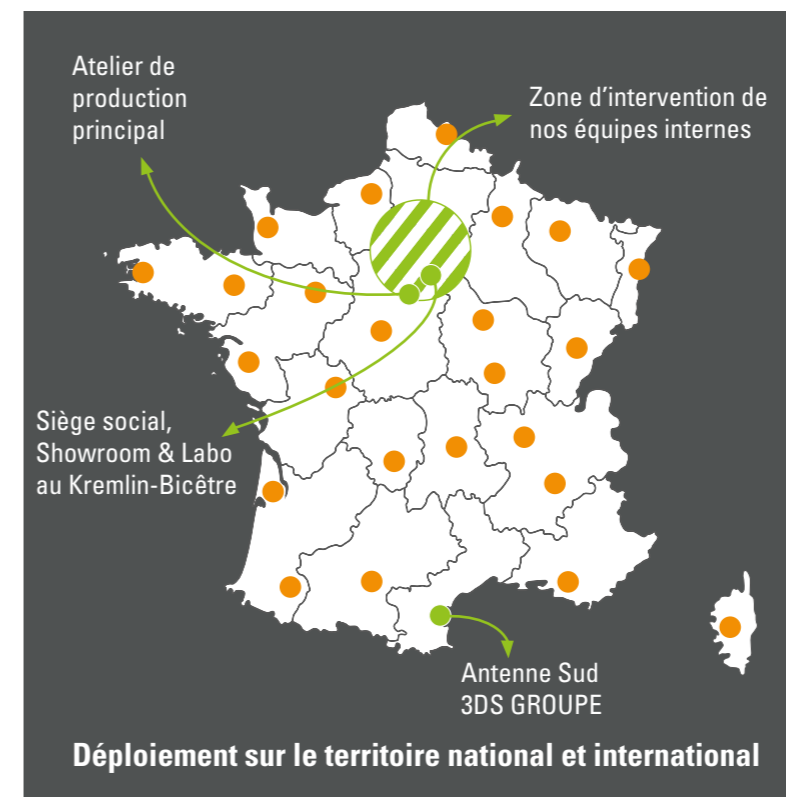 Atelier de
production
principal
Zone d'intervention de
nos équipes internes
Siège social,
Showroom & Labo
au Kremlin-Bicêtre
Antenne Sud
3DS GROUPE
Déploiement sur le territoire national et international